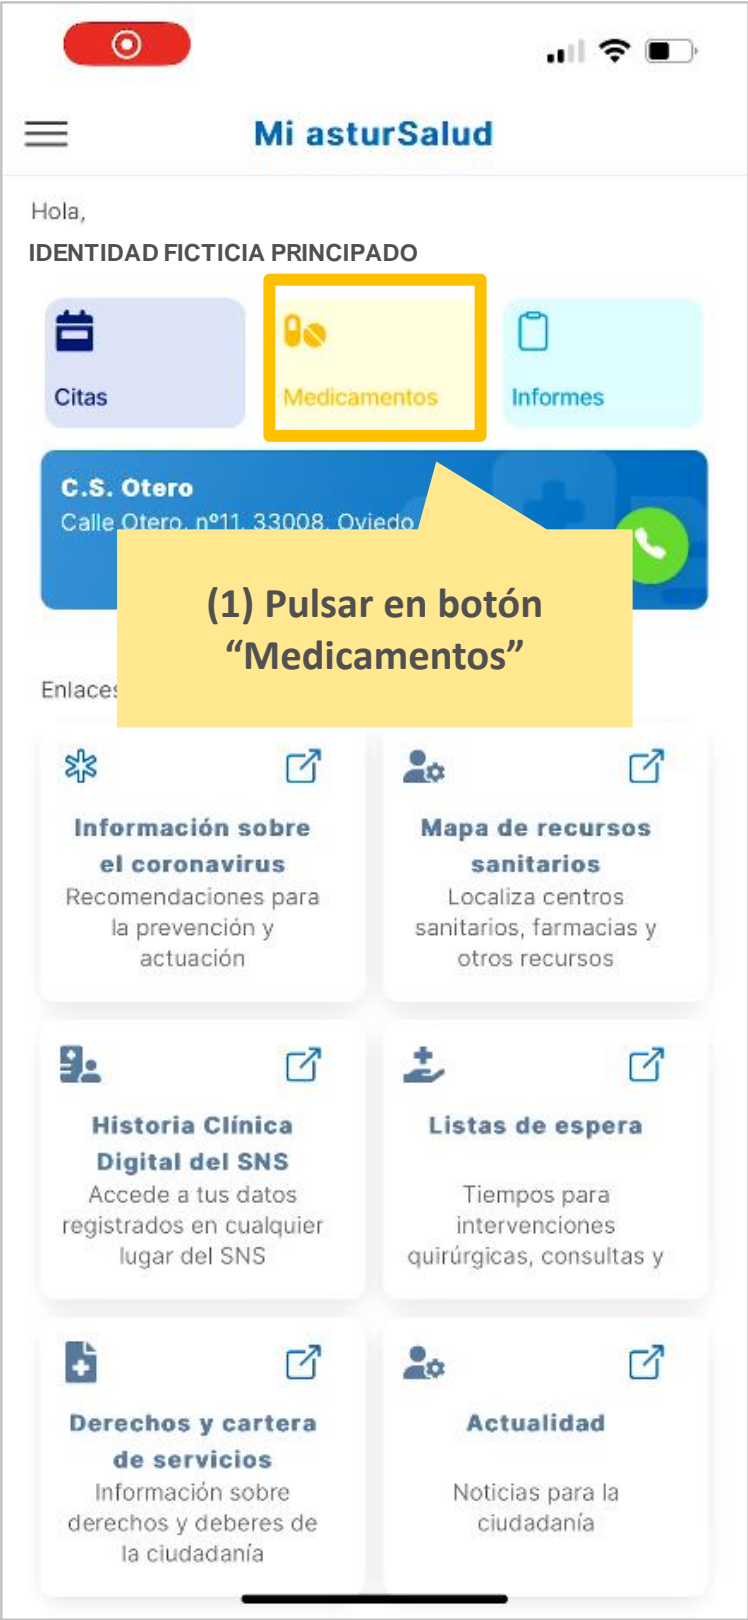 Mi asturSalud
Hola,
IDENTIDAD FICTICIA PRINCIPADO
Citas
Medicamentos
Informes
C.S. Otero
Calle Otero, nº11, 33008, Oviedo
(1) Pulsar en botón
“Medicamentos”
Enlaces
Información sobre
el coronavirus
Recomendaciones para
la prevención y
actuación
Mapa de recursos
sanitarios
Localiza centros
sanitarios, farmacias y
otros recursos
Historia Clínica
Digital del SNS
Accede a tus datos
registrados en cualquier
lugar del SNS
Listas de espera
Tiempos para
intervenciones
quirúrgicas, consultas y
Derechos y cartera
de servicios
Información sobre
derechos y deberes de
la ciudadanía
Actualidad
Noticias para la
ciudadanía